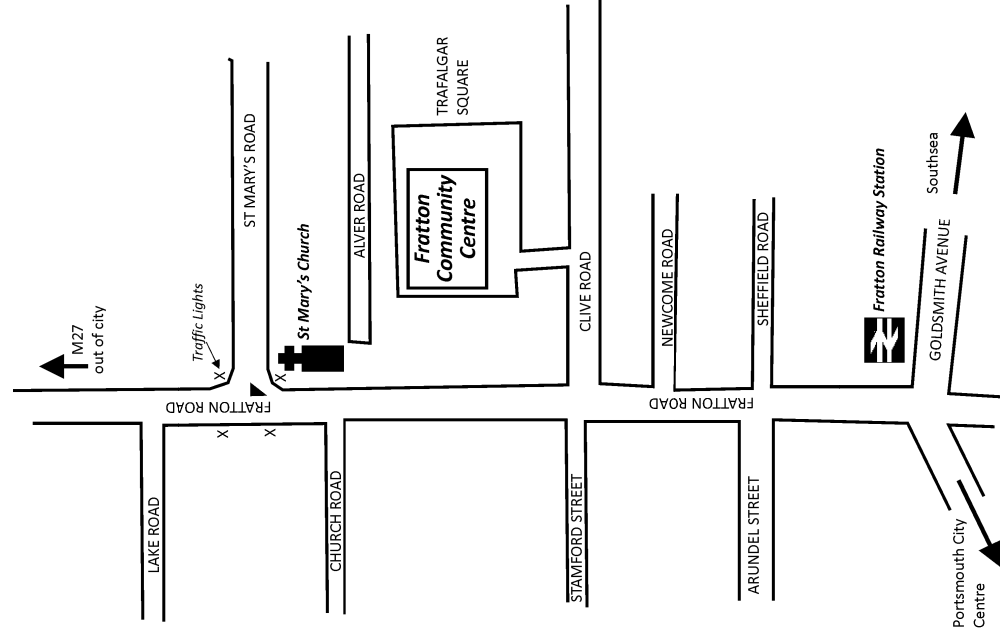 M27
out of city
Traffic Lights
ST MARY'S ROAD
St Mary's Church
ALVER ROAD
TRAFALGAR
SQUARE
Fratton
Community
Centre
CLIVE ROAD
NEWCOME ROAD
SHEFFIELD ROAD
Fratton Railway Station
Southsea
GOLDSMITH AVENUE
X
X
FRATTON ROAD
FRATTON ROAD
X
X
LAKE ROAD
CHURCH ROAD
STAMFORD STREET
ARUNDEL STREET
Portsmouth City
Centre